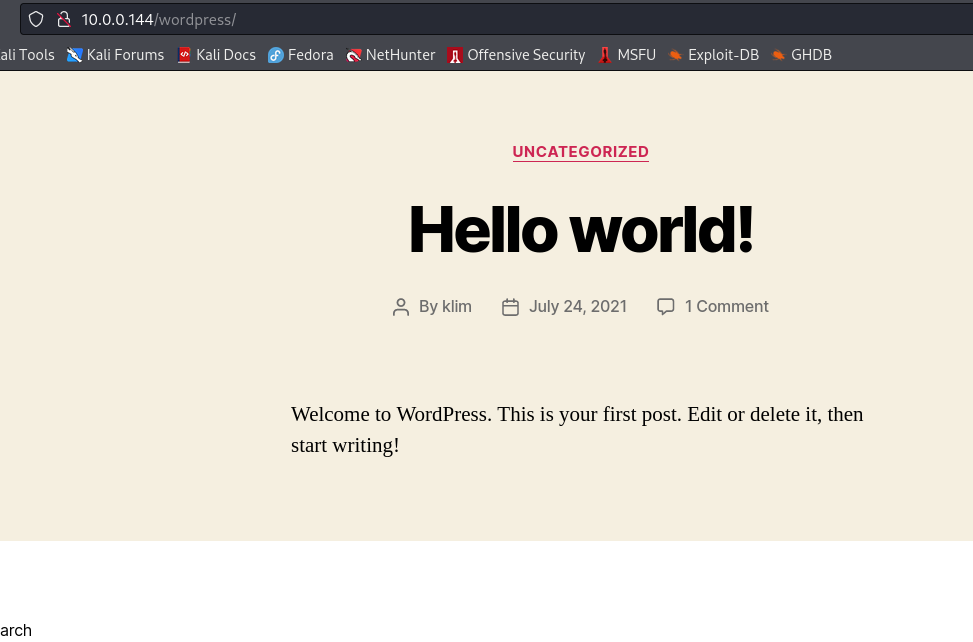 10.0.0.144/wordpress/
ali Tools Kali Forums Kali Docs Fedora NetHunter Offensive Security MSFU Exploit-DB GHDB
UNCATEGORIZED
Hello world!
By klim July 24, 2021 1 Comment
Welcome to WordPress. This is your first post. Edit or delete it, then
start writing!
arch